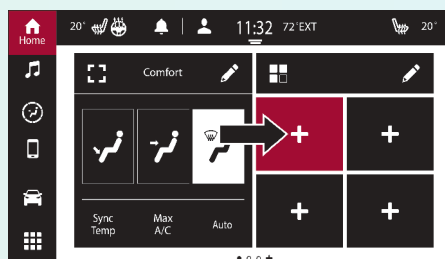 Home
20°
11:32
72°EXT
20°
Comfort
Sync
Temp
Max
A/C
Auto